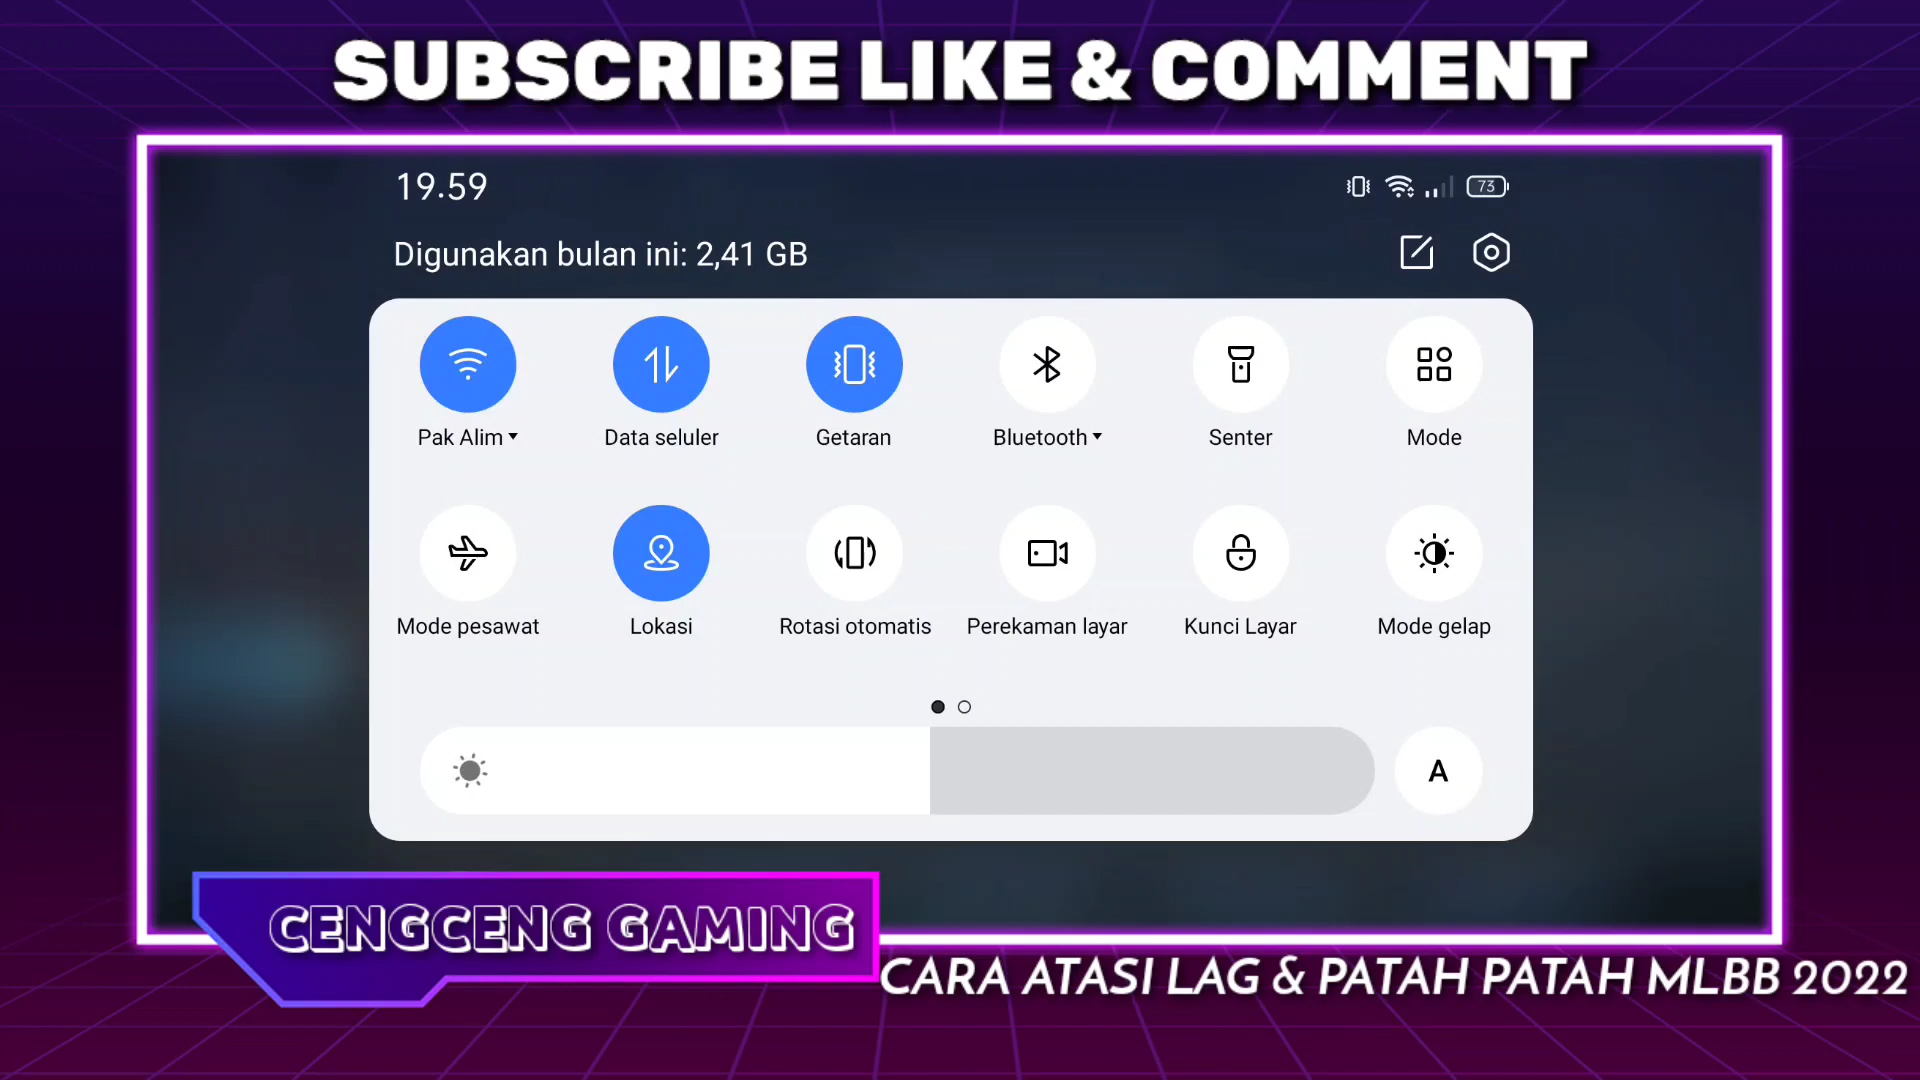 SUBSCRIBE LIKE & COMMENT
19.59
73
Digunakan bulan ini: 2,41 GB
Pak Alim
Data seluler
Getaran
Bluetooth
Senter
Mode
Mode pesawat
Lokasi
Rotasi otomatis
Perekaman layar
Kunci Layar
Mode gelap
A
CENGCENG GAMING
CARA ATASI LAG & PATAH PATAH MLBB 2022